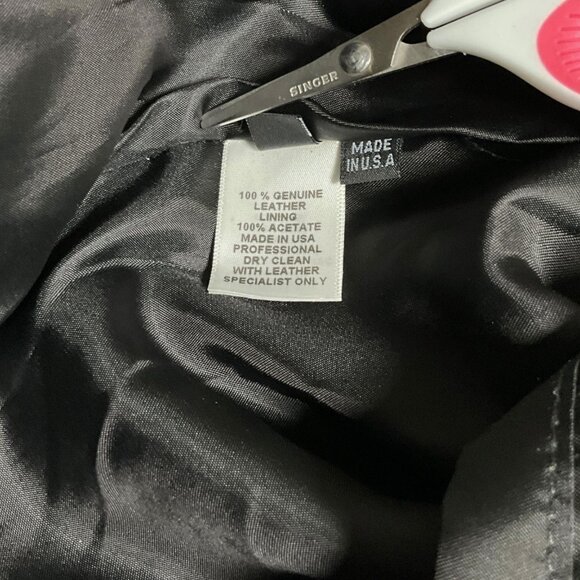 SINGER
MADE
IN U.S.A
100 % GENUINE
LEATHER
LINING
100% ACETATE
MADE IN USA
PROFESSIONAL
DRY CLEAN
WITH LEATHER
SPECIALIST ONLY